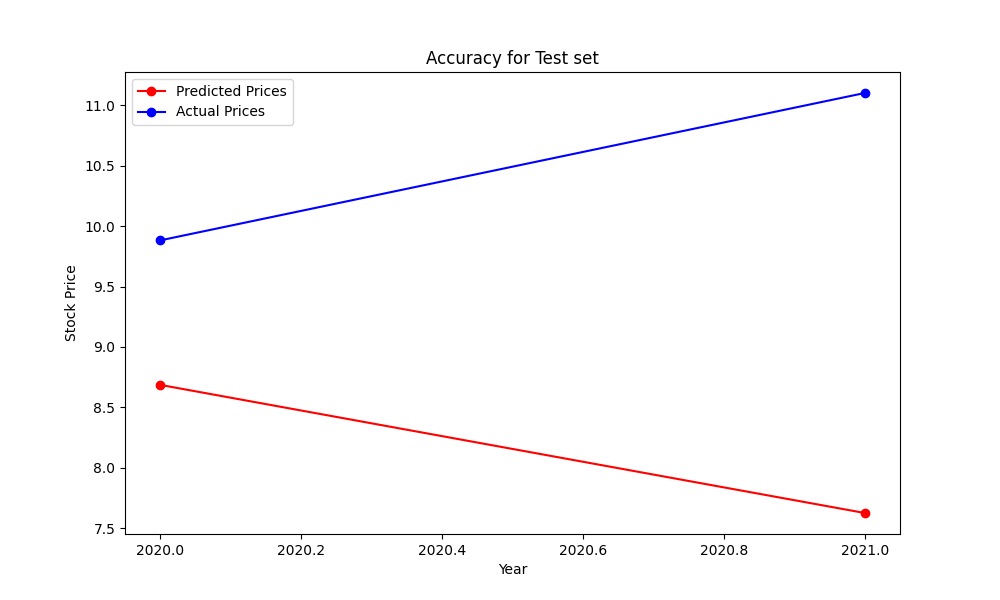 Accuracy for Test set
Predicted Prices
Actual Prices
Stock Price
11.0
10.5
10.0
9.5
9.0
8.5
8.0
7.5
2020.0 2020.2 2020.4 2020.6 2020.8 2021.0
Year